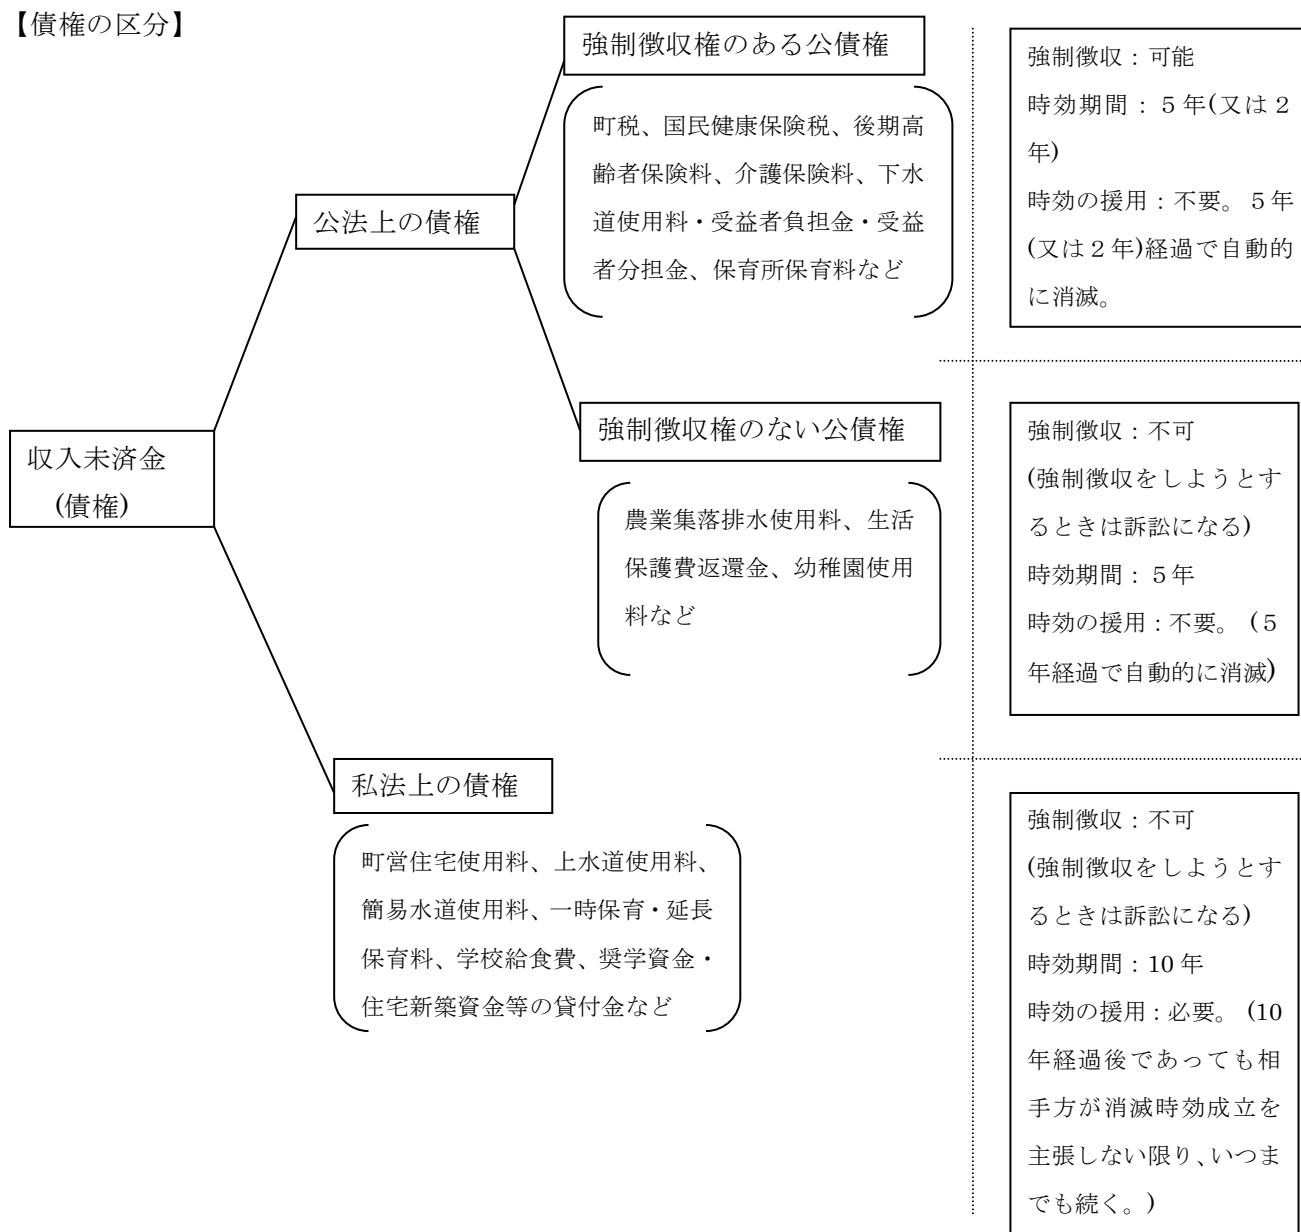 【債権の区分】
強制徴収権のある公債権
町税、国民健康保険税、後期高
齢者保険料、介護保険料、下水
道使用料・受益者負担金・受益
者分担金、保育所保育料など
強制徴収：可能
時効期間：５年(又は２
年)
時効の援用：不要。５年
(又は２年)経過で自動的
に消滅。
公法上の債権
強制徴収権のない公債権
農業集落排水使用料、生活
保護費返還金、幼稚園使用
料など
強制徴収：不可
(強制徴収をしようとす
るときは訴訟になる)
時効期間：５年
時効の援用：不要。（５
年経過で自動的に消滅)
収入未済金
(債権)
私法上の債権
町営住宅使用料、上水道使用料、
簡易水道使用料、一時保育・延長
保育料、学校給食費、奨学資金・
住宅新築資金等の貸付金など
強制徴収：不可
(強制徴収をしようとす
るときは訴訟になる)
時効期間：10 年
時効の援用：必要。（10
年経過後であっても相
手方が消滅時効成立を
主張しない限り、いつま
でも続く。）